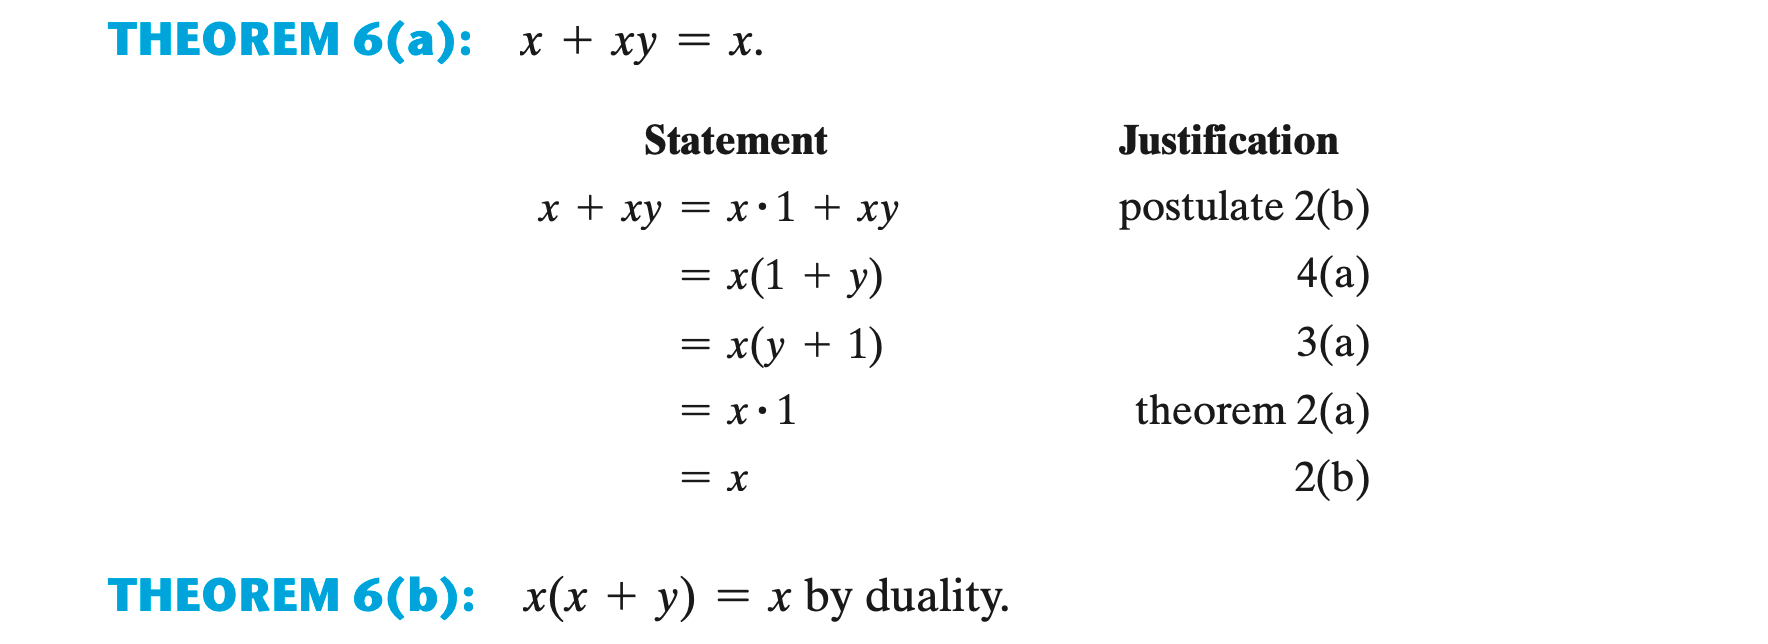 THEOREM 6(a): x + xy = x.
Statement Justification
x + xy = x · 1 + xy postulate 2(b)
= x(1 + y) 4(a)
= x(y + 1) 3(a)
= x · 1 theorem 2(a)
= x 2(b)
THEOREM 6(b): x(x + y) = x by duality.